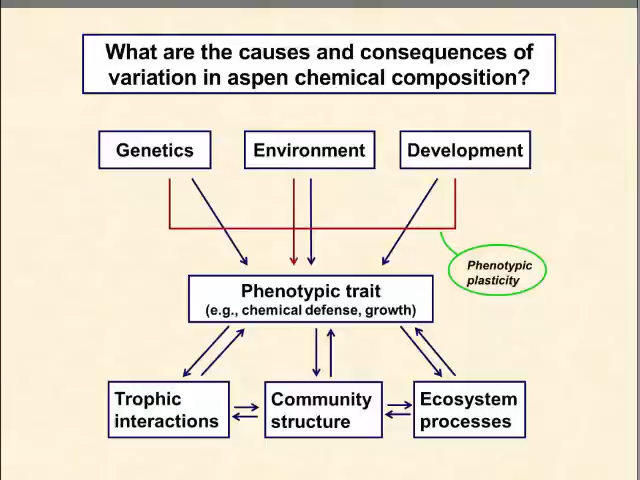 What are the causes and consequences of
variation in aspen chemical composition?
Genetics
Environment
Development
Phenotypic
plasticity
Phenotypic trait
(e.g., chemical defense, growth)
Trophic
interactions
Community
structure
Ecosystem
processes